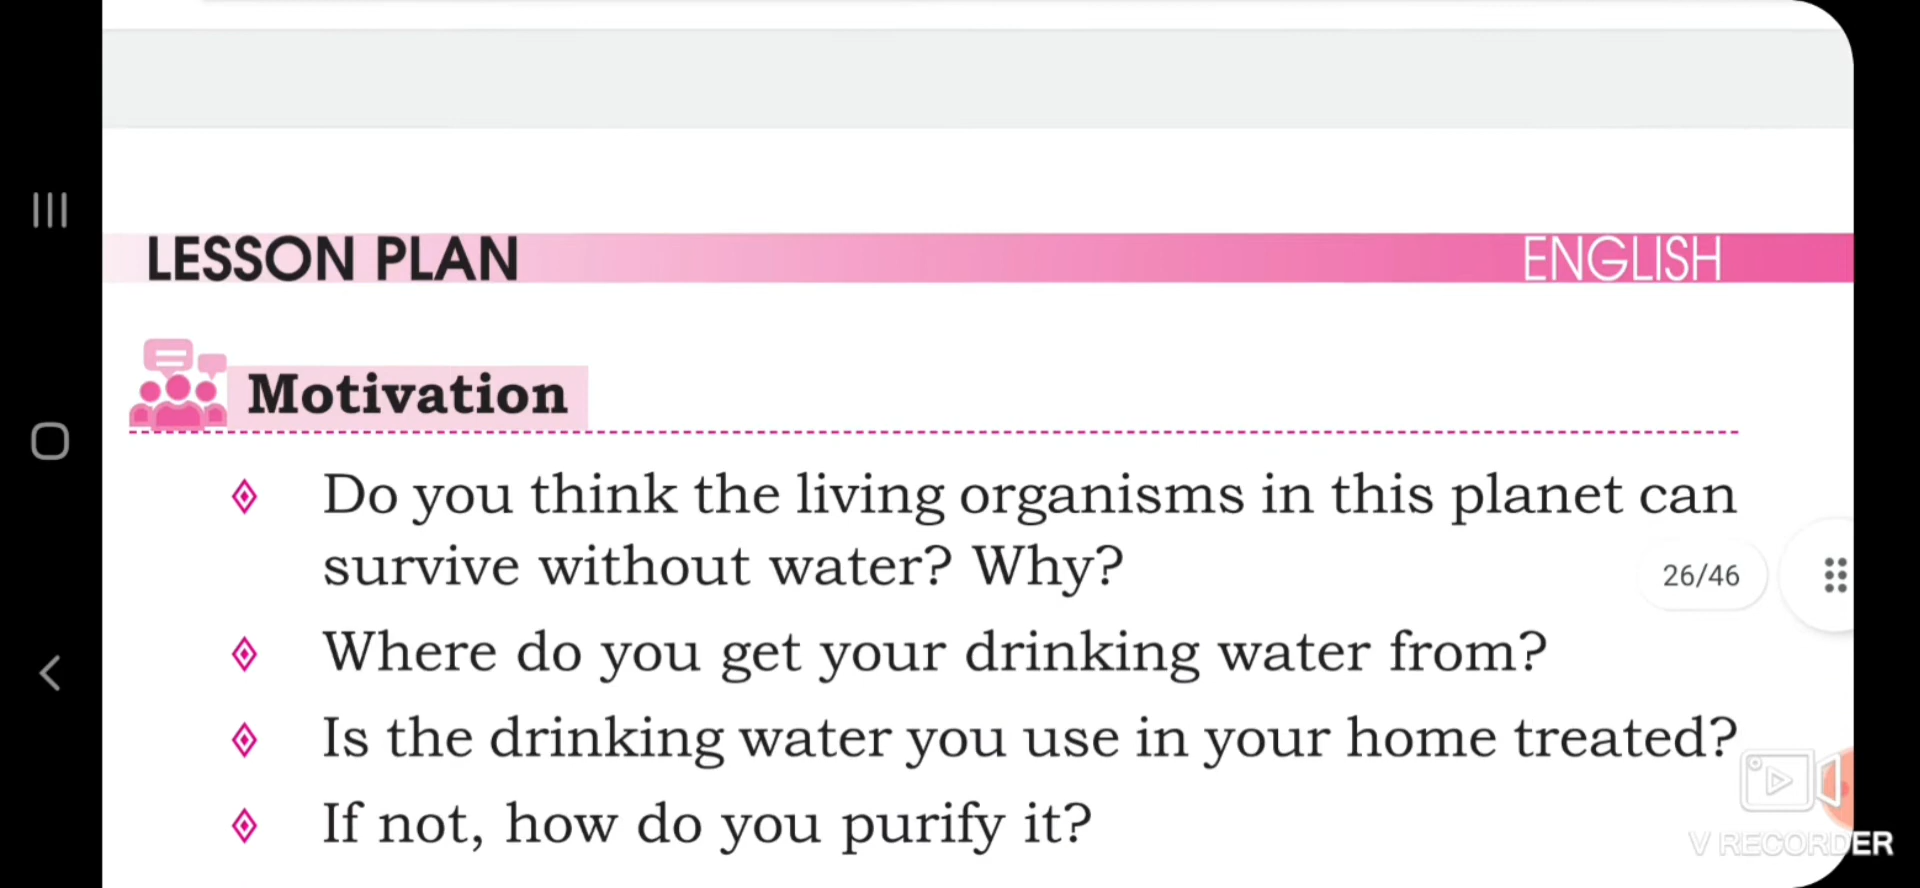 LESSON PLAN
ENGLISH
Motivation
Do you think the living organisms in this planet can
survive without water? Why?
26/46
Where do you get your drinking water from?
Is the drinking water you use in your home treated?
If not, how do you purify it?
V RECORDER